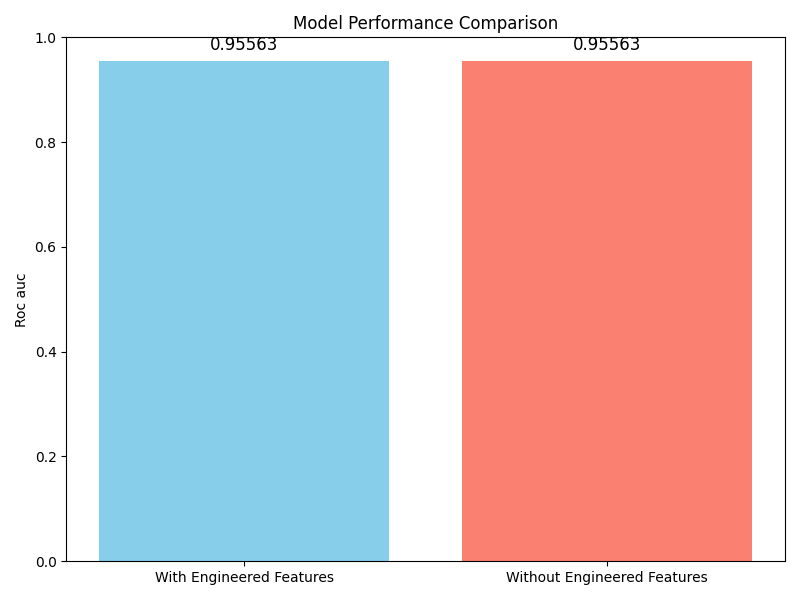 Model Performance Comparison
0.95563
0.95563
1.0
0.8
0.6
0.4
0.2
0.0
Roc auc
With Engineered Features
Without Engineered Features